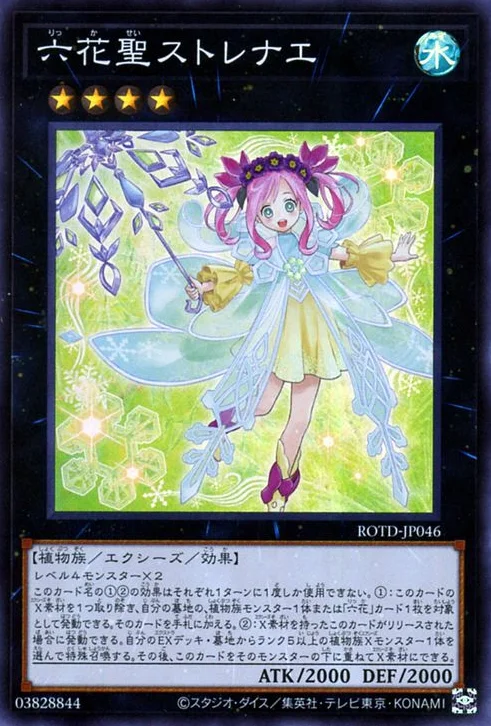 六花聖ストレナエ
水
ROTD-JP046
【植物族/エクシーズ/効果】
レベル4モンスター×2
このカード名の①②の効果はそれぞれ1ターンに1度しか使用できない。①:このカードの
X素材を1つ取り除き、自分の墓地の、植物族モンスター1体または「六花」カード1枚を対象
として発動できる。そのカードを手札に加える。②:X素材を持ったこのカードがリリースされた
場合に発動できる。自分のEXデッキ・墓地からランク5以上の植物族XモンスターX1体を
選んで特殊召喚する。その後、このカードをそのモンスターの下に重ねてX素材にできる。
ATK/2000 DEF/2000
03828844
©スタジオ・ダイス/集英社・テレビ東京・KONAMI